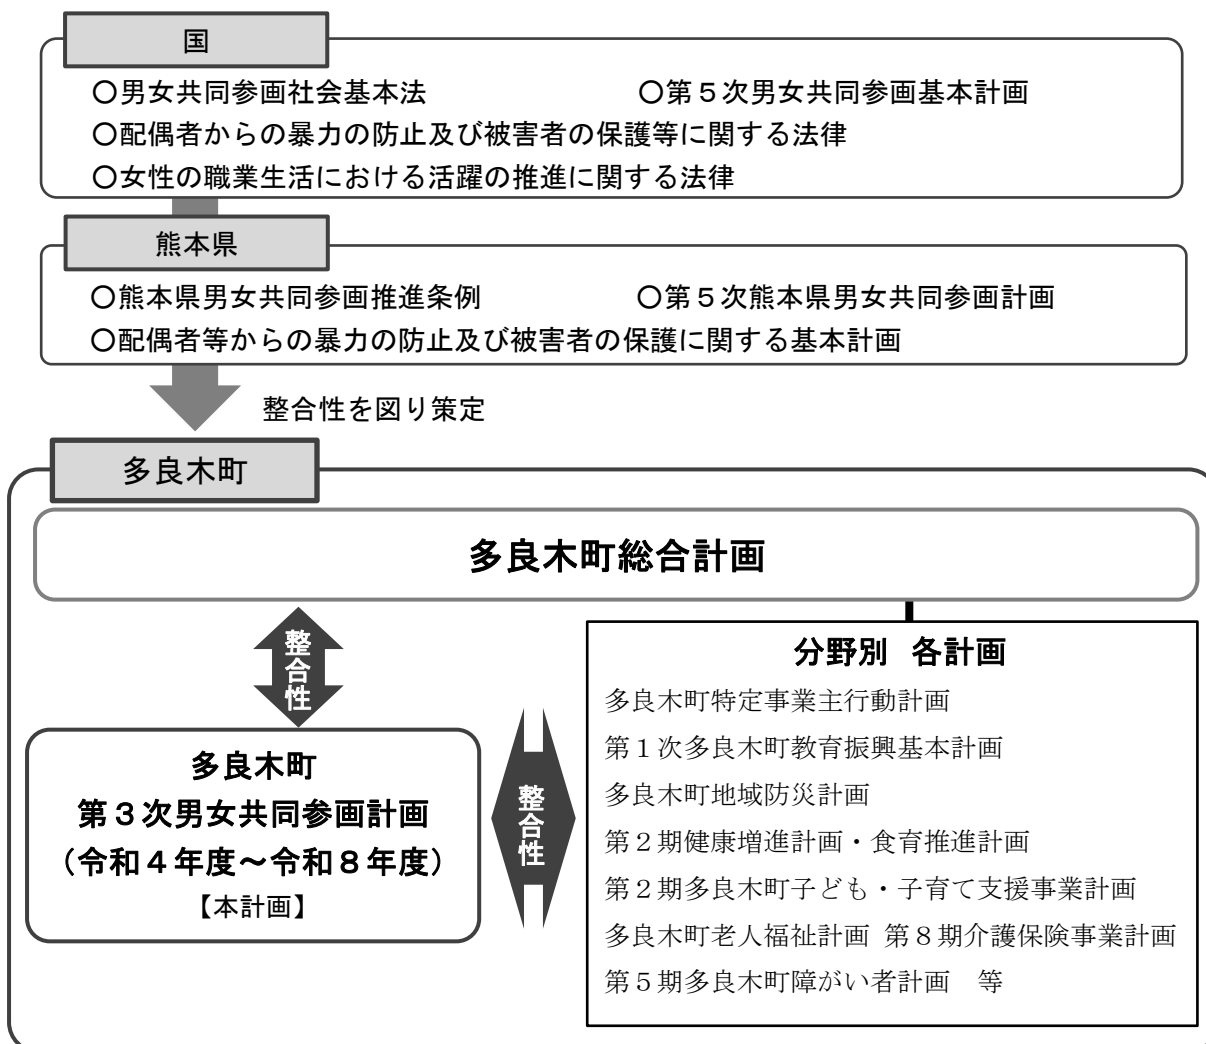 国
〇男女共同参画社会基本法 〇第５次男女共同参画基本計画
〇配偶者からの暴力の防止及び被害者の保護等に関する法律
〇女性の職業生活における活躍の推進に関する法律
熊本県
〇熊本県男女共同参画推進条例 〇第５次熊本県男女共同参画計画
〇配偶者等からの暴力の防止及び被害者の保護に関する基本計画
整合性を図り策定
多良木町
多良木町総合計画
整合性
多良木町
第３次男女共同参画計画
（令和４年度～令和８年度）
【本計画】
整合性
分野別 各計画
多良木町特定事業主行動計画
第１次多良木町教育振興基本計画
多良木町地域防災計画
第２期健康増進計画・食育推進計画
第２期多良木町子ども・子育て支援事業計画
多良木町老人福祉計画 第８期介護保険事業計画
第５期多良木町障がい者計画 等